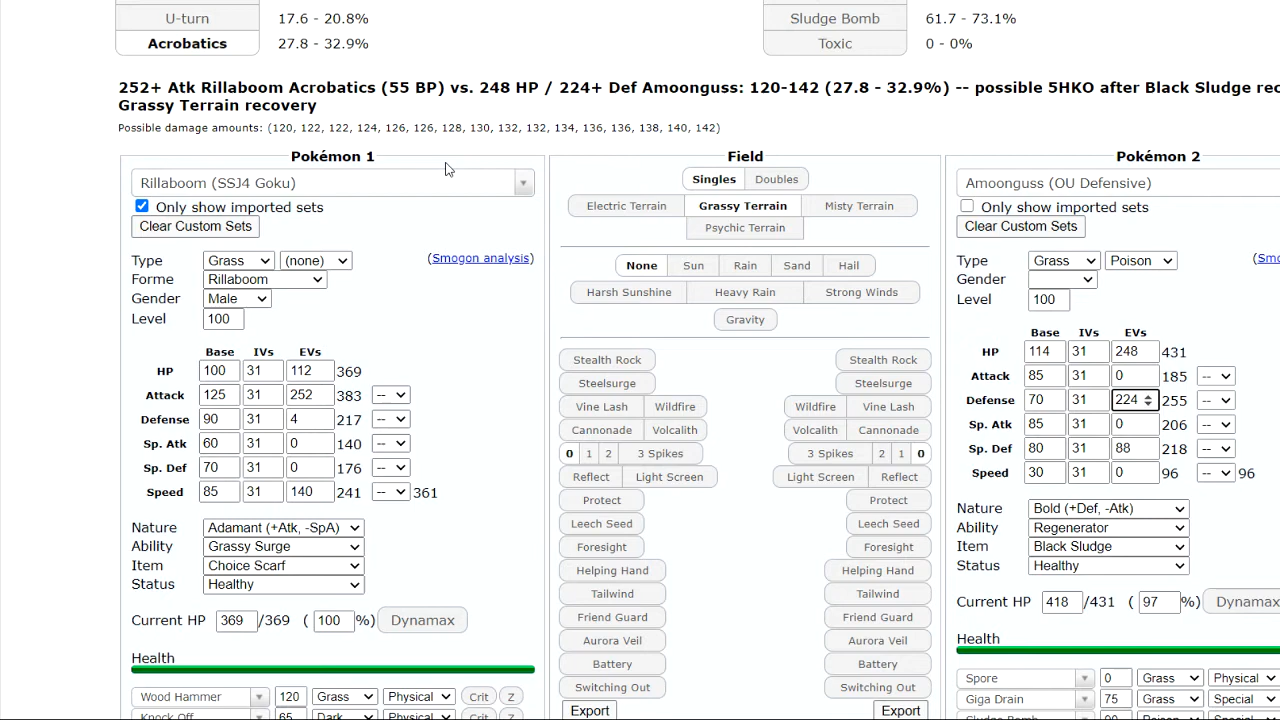 U-turn 17.6 - 20.8% Sludge Bomb 61.7 - 73.1%
Acrobatics 27.8 - 32.9% Toxic 0 - 0%
252+ Atk Rillaboom Acrobatics (55 BP) vs. 248 HP / 224+ Def Amoonguss: 120-142 (27.8 - 32.9%) -- possible 5HKO after Black Sludge rec
Grassy Terrain recovery
Possible damage amounts: (120, 122, 122, 124, 126, 126, 128, 130, 132, 132, 134, 136, 136, 138, 140, 142)
Pokémon 1
Rillaboom (SSJ4 Goku)
Only show imported sets
Clear Custom Sets
Type Grass (none) (Smogon analysis)
Forme Rillaboom
Gender Male
Level 100
Base IVs EVs
HP 100 31 112 369
Attack 125 31 252 383 --
Defense 90 31 4 217 --
Sp. Atk 60 31 0 140 --
Sp. Def 70 31 0 176 --
Speed 85 31 140 241 -- 361
Nature Adamant (+Atk, -SpA)
Ability Grassy Surge
Item Choice Scarf
Status Healthy
Current HP 369 /369 ( 100 %) Dynamax
Health
Wood Hammer 120 Grass Physical Crit Z
Knock Off 65 Dark Physical Crit Z
Field
Singles Doubles
Electric Terrain Grassy Terrain Misty Terrain
Psychic Terrain
None Sun Rain Sand Hail
Harsh Sunshine Heavy Rain Strong Winds
Gravity
Stealth Rock Stealth Rock
Steelsurge Steelsurge
Vine Lash Wildfire Wildfire Vine Lash
Cannonade Volcalith Volcalith Cannonade
0 1 2 3 Spikes 3 Spikes 2 1 0
Reflect Light Screen Light Screen Reflect
Protect Protect
Leech Seed Leech Seed
Foresight Foresight
Helping Hand Helping Hand
Tailwind Tailwind
Friend Guard Friend Guard
Aurora Veil Aurora Veil
Battery Battery
Switching Out Switching Out
Export Export
Pokémon 2
Amoonguss (OU Defensive)
Only show imported sets
Clear Custom Sets
Type Grass Poison (Smo
Gender
Level 100
Base IVs EVs
HP 114 31 248 431
Attack 85 31 0 185 --
Defense 70 31 224 255 --
Sp. Atk 85 31 0 206 --
Sp. Def 80 31 88 218 --
Speed 30 31 0 96 -- 96
Nature Bold (+Def, -Atk)
Ability Regenerator
Item Black Sludge
Status Healthy
Current HP 418 /431 ( 97 %) Dynamax
Health
Spore 0 Grass Physical
Giga Drain 75 Grass Special